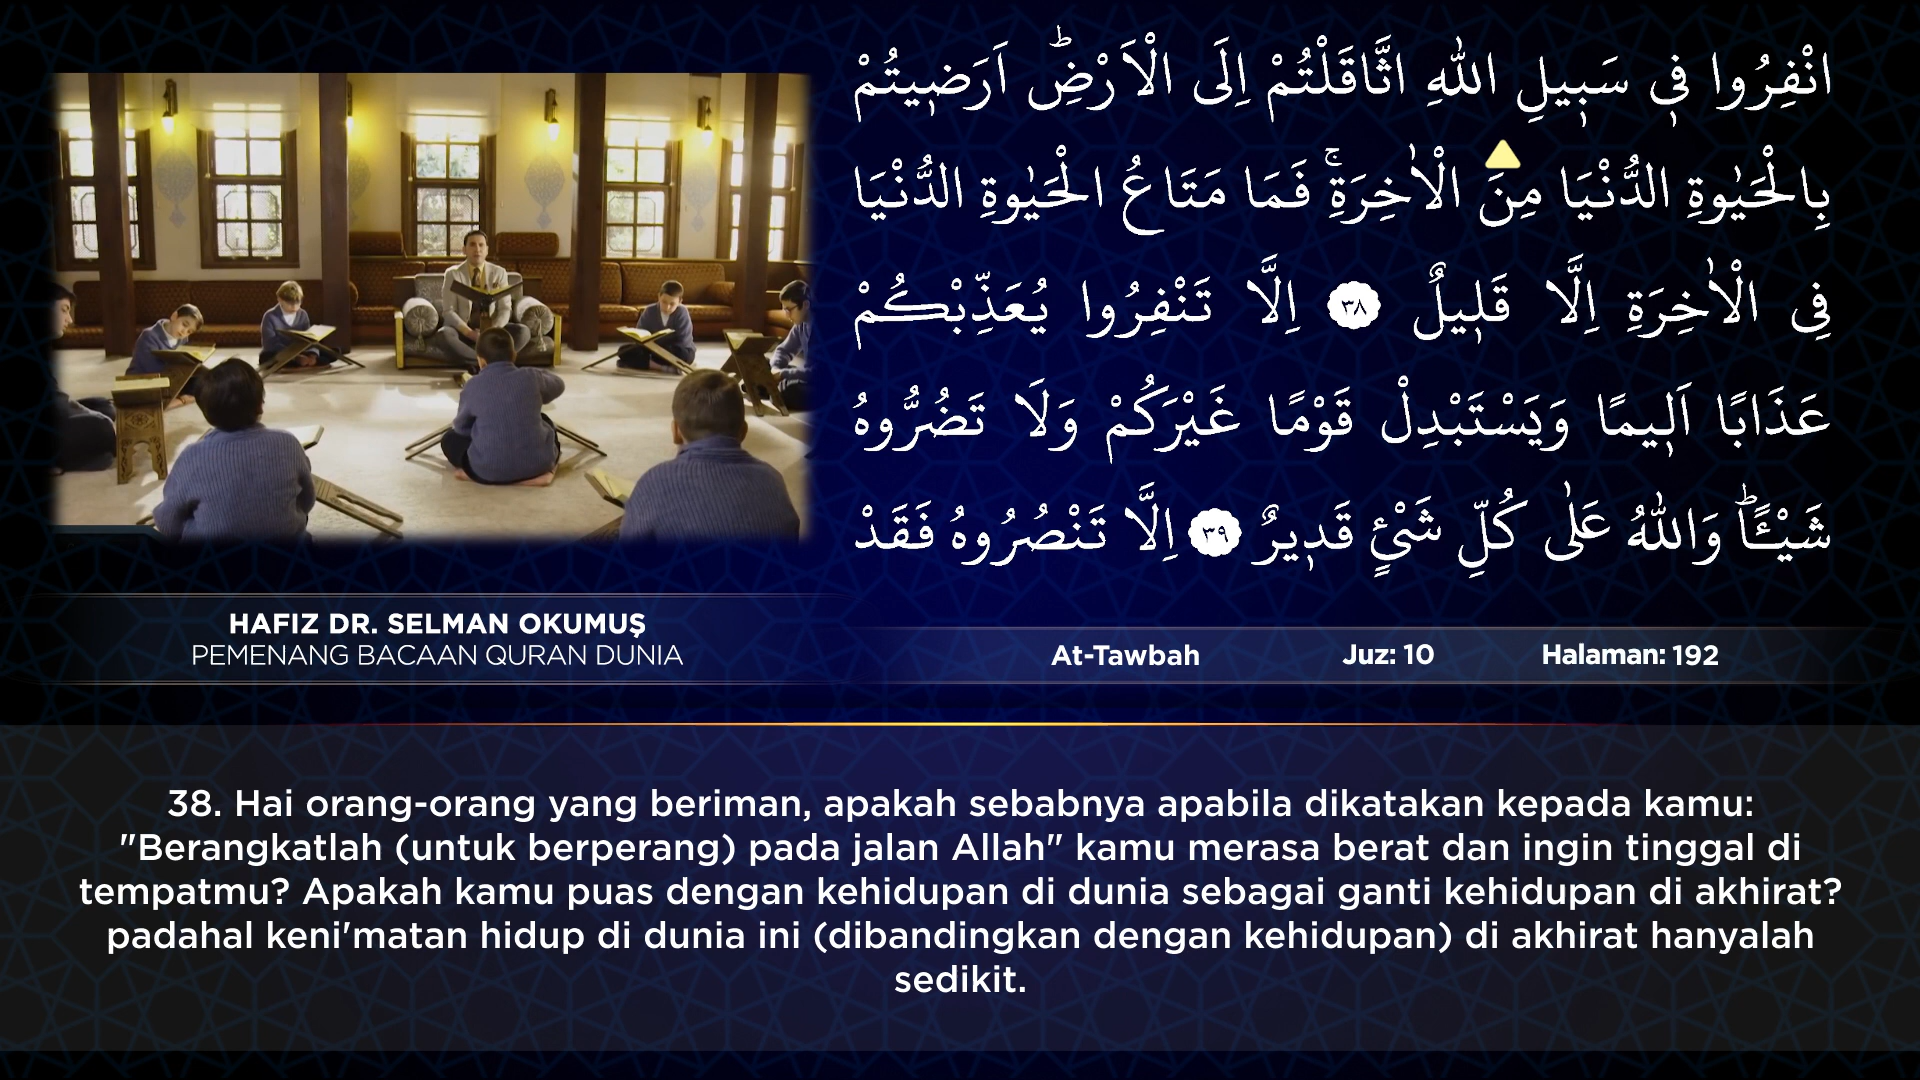 انْفِرُوا فٖي سَبٖيلِ اللّٰهِ اثَّاقَلْتُمْ اِلَى الْاَرْضِؕ اَرَضٖيتُمْ
بِالْحَيٰوةِ الدُّنْيَا مِنَ الْاٰخِرَةِۚ فَمَا مَتَاعُ الْحَيٰوةِ الدُّنْيَا
فِى الْاٰخِرَةِ اِلَّا قَلٖيلٌ ٣٨ اِلَّا تَنْفِرُوا يُعَذِّبْكُمْ
عَذَابًا اَلٖيمًا وَيَسْتَبْدِلْ قَوْمًا غَيْرَكُمْ وَلَا تَضُرُّوهُ
شَيْـًٔاؕ وَاللّٰهُ عَلٰى كُلِّ شَيْئٍ قَدٖيرٌ ٣٩ اِلَّا تَنْصُرُوهُ فَقَدْ
HAFIZ DR. SELMAN OKUMUŞ
PEMENANG BACAAN QURAN DUNIA
At-Tawbah Juz: 10 Halaman: 192
38. Hai orang-orang yang beriman, apakah sebabnya apabila dikatakan kepada kamu:
"Berangkatlah (untuk berperang) pada jalan Allah" kamu merasa berat dan ingin tinggal di
tempatmu? Apakah kamu puas dengan kehidupan di dunia sebagai ganti kehidupan di akhirat?
padahal keni'matan hidup di dunia ini (dibandingkan dengan kehidupan) di akhirat hanyalah
sedikit.